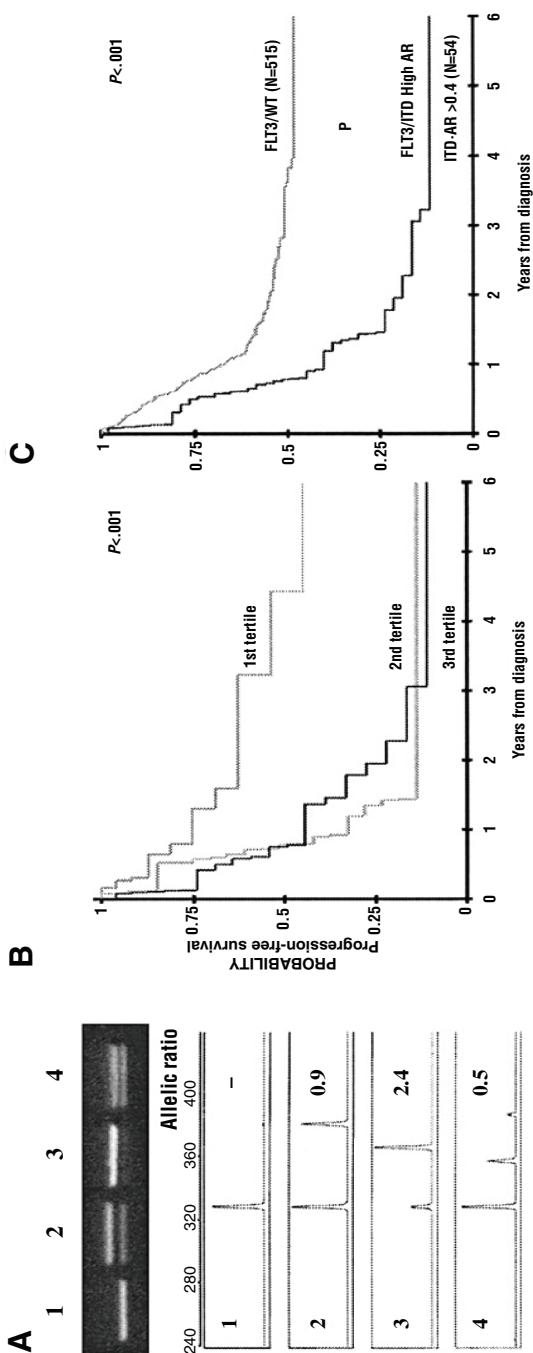 A
1 2 3 4
Allelic ratio
240 280 320 360 400
1 –
2 0.9
3 2.4
4 0.5
B
PROBABILITY
Progression-free survival
1
0.75
0.5
0.25
0
P<.001
1st tertile
2nd tertile
3rd tertile
0 1 2 3 4 5 6
Years from diagnosis
C
1
0.75
0.5
0.25
0
P<.001
FLT3/WT (N=515)
P
FLT3/ITD High AR
ITD-AR >0.4 (N=54)
0 1 2 3 4 5 6
Years from diagnosis